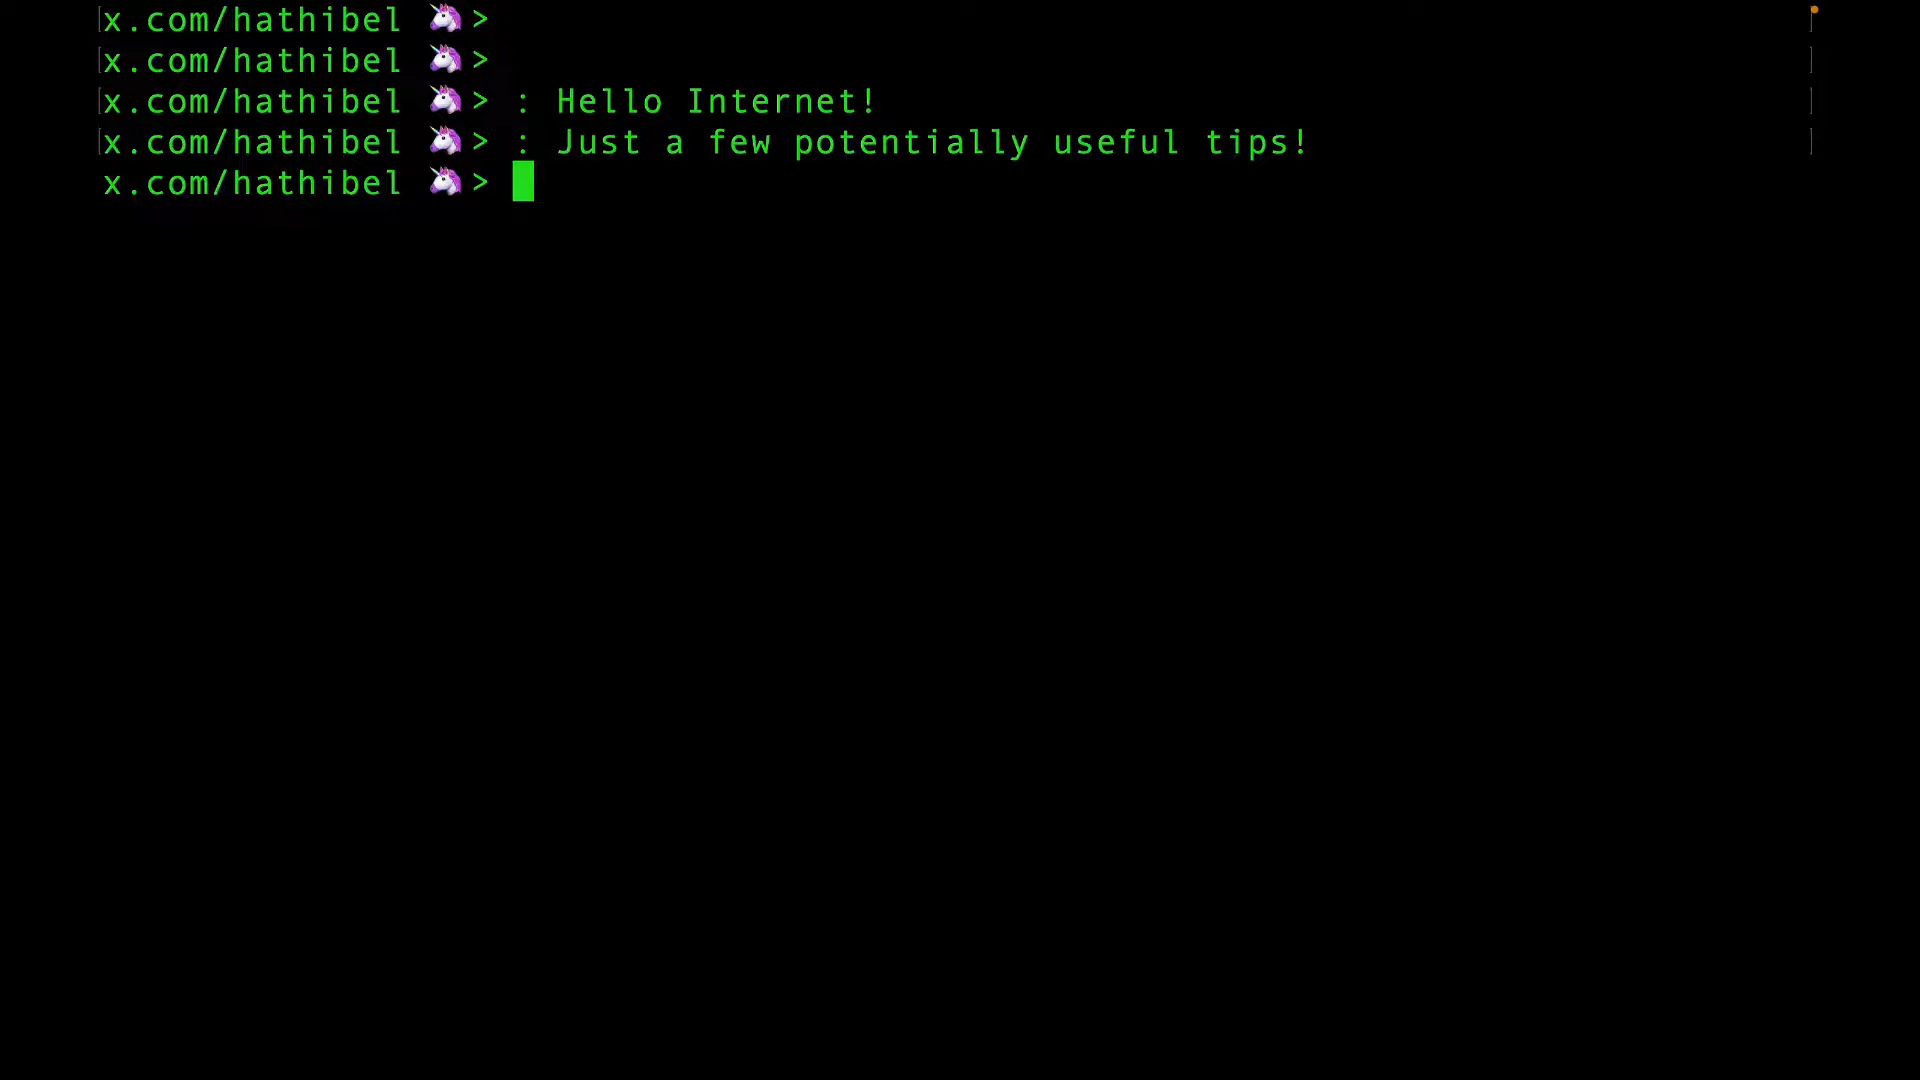 x.com/hathibel 🦄>
x.com/hathibel 🦄>
x.com/hathibel 🦄> : Hello Internet!
x.com/hathibel 🦄> : Just a few potentially useful tips!
x.com/hathibel 🦄>